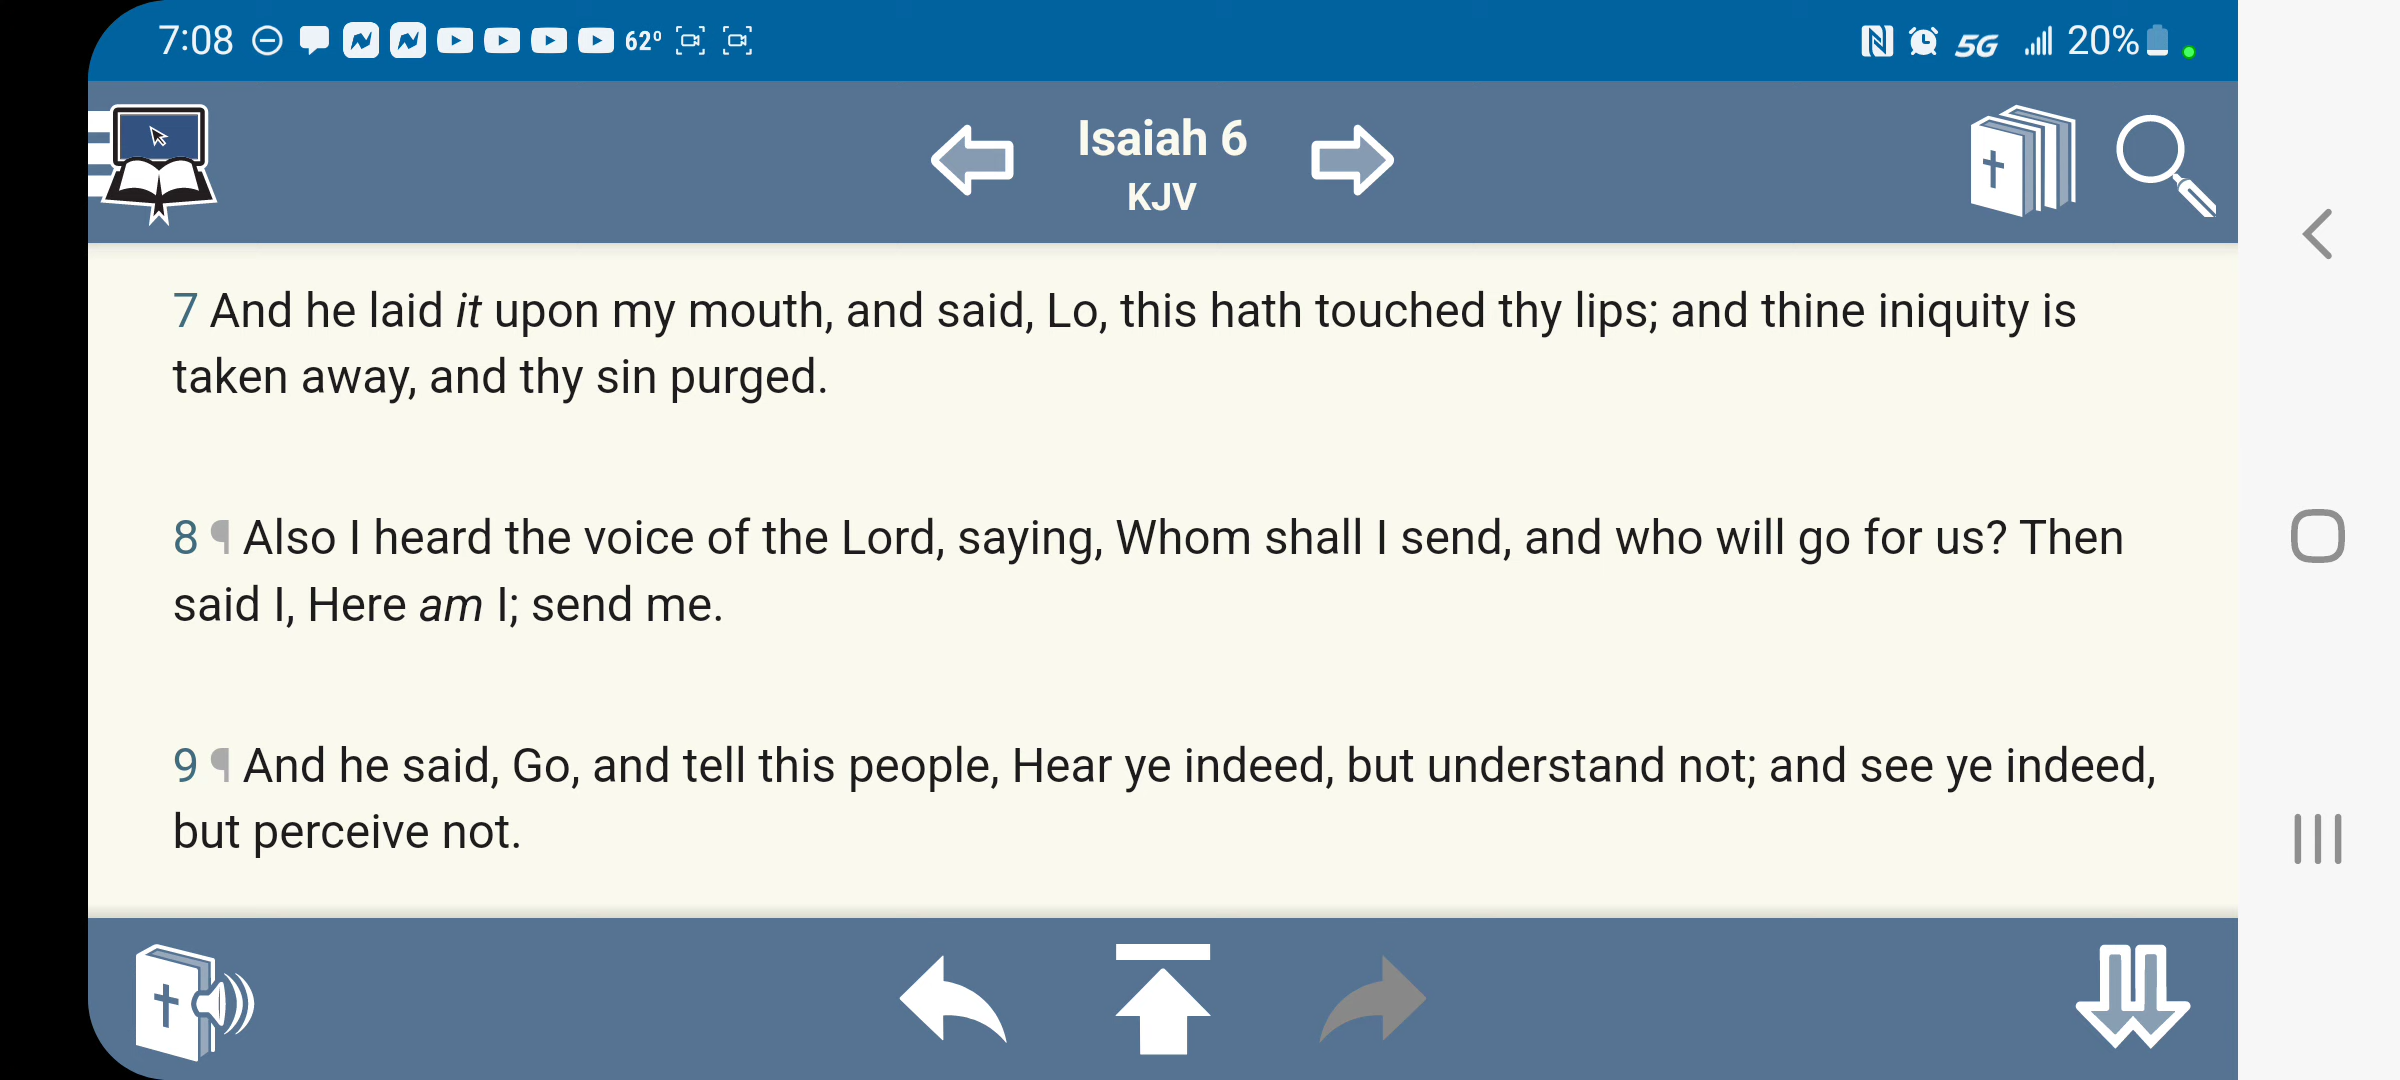 7:08 62° 5G 20%
Isaiah 6
KJV
7 And he laid it upon my mouth, and said, Lo, this hath touched thy lips; and thine iniquity is
taken away, and thy sin purged.
8 ¶ Also I heard the voice of the Lord, saying, Whom shall I send, and who will go for us? Then
said I, Here am I; send me.
9 ¶ And he said, Go, and tell this people, Hear ye indeed, but understand not; and see ye indeed,
but perceive not.